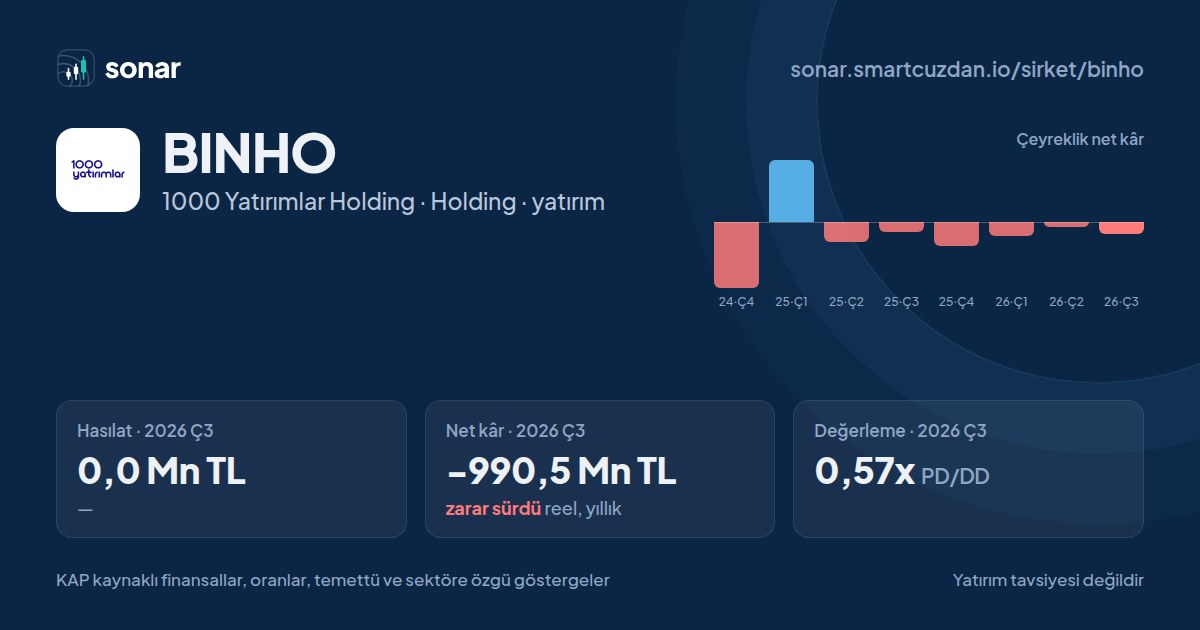 sonar
sonar.smartcuzdan.io/sirket/binho
1000
yatırımlar
BINHO
1000 Yatırımlar Holding · Holding · yatırım
Çeyreklik net kâr
24·Ç4 25·Ç1 25·Ç2 25·Ç3 25·Ç4 26·Ç1 26·Ç2 26·Ç3
Hasılat · 2026 Ç3
0,0 Mn TL
—
Net kâr · 2026 Ç3
−990,5 Mn TL
zarar sürdü reel, yıllık
Değerleme · 2026 Ç3
0,57x PD/DD
KAP kaynaklı finansallar, oranlar, temettü ve sektöre özgü göstergeler
Yatırım tavsiyesi değildir